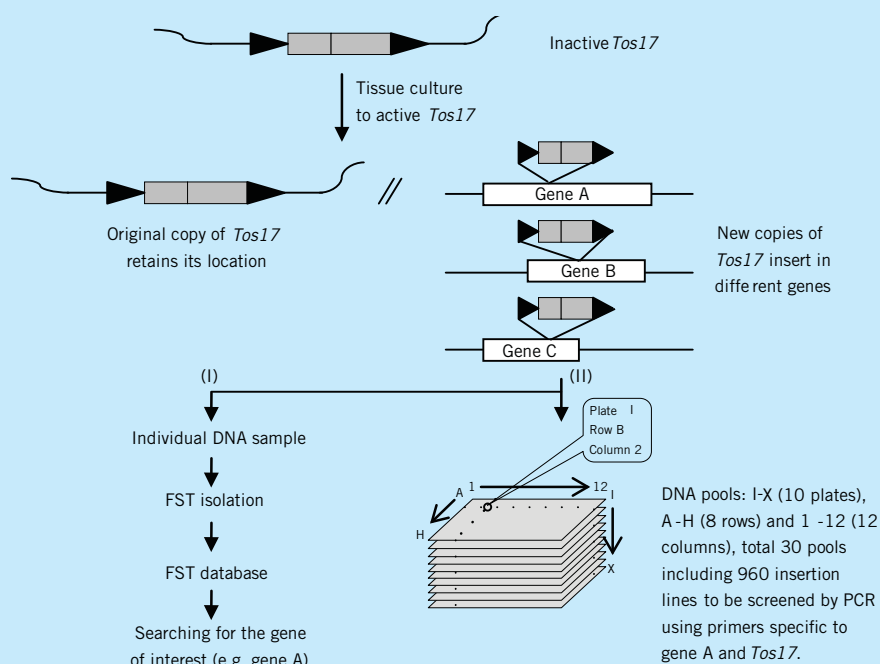 Inactive Tos17
Tissue culture
to active Tos17
Gene A
Original copy of Tos17
retains its location
Gene B
New copies of
Tos17 insert in
different genes
Gene C
(I)
(II)
Plate I
Row B
Column 2
Individual DNA sample
FST isolation
FST database
Searching for the gene
of interest (e.g. gene A)
A 1 12 I
H
X
DNA pools: I-X (10 plates),
A-H (8 rows) and 1 -12 (12
columns), total 30 pools
including 960 insertion
lines to be screened by PCR
using primers specific to
gene A and Tos17.